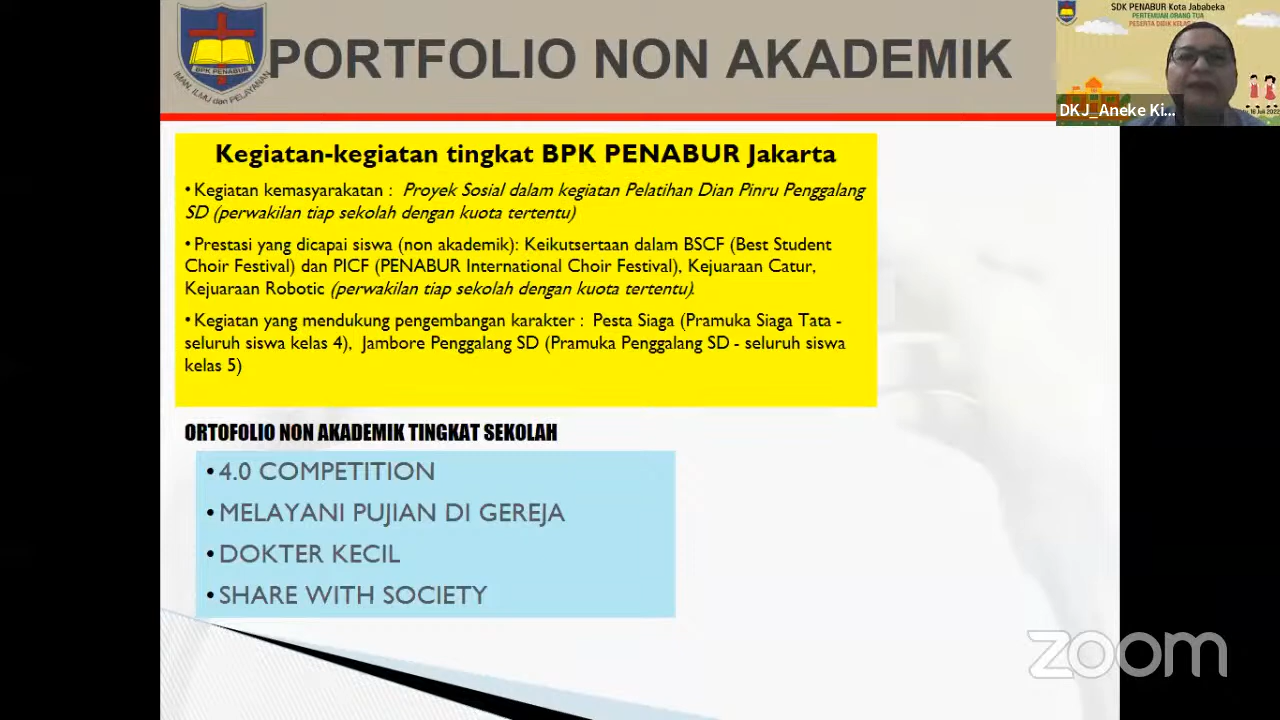 PORTFOLIO NON AKADEMIK
BPK PENABUR
IMAN, ILMU dan PELAYANAN
SDK PENABUR Kota Jababeka
PERTEMUAN ORANG TUA
DKJ_Aneke Ki...
Kegiatan-kegiatan tingkat BPK PENABUR Jakarta
•Kegiatan kemasyarakatan : Proyek Sosial dalam kegiatan Pelatihan Dian Pinru Penggalang
SD (perwakilan tiap sekolah dengan kuota tertentu)
•Prestasi yang dicapai siswa (non akademik): Keikutsertaan dalam BSCF (Best Student
Choir Festival) dan PICF (PENABUR International Choir Festival), Kejuaraan Catur,
Kejuaraan Robotic (perwakilan tiap sekolah dengan kuota tertentu).
•Kegiatan yang mendukung pengembangan karakter : Pesta Siaga (Pramuka Siaga Tata -
seluruh siswa kelas 4), Jambore Penggalang SD (Pramuka Penggalang SD - seluruh siswa
kelas 5)
ORTOFOLIO NON AKADEMIK TINGKAT SEKOLAH
•4.0 COMPETITION
•MELAYANI PUJIAN DI GEREJA
•DOKTER KECIL
•SHARE WITH SOCIETY
zoom